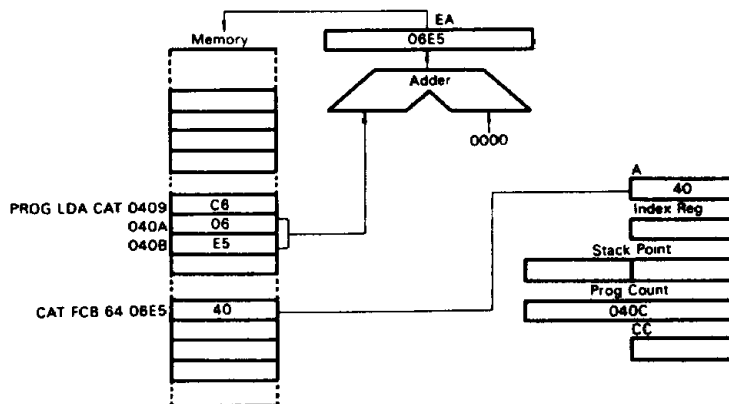 EA
06E5
Memory
Adder
0000
A
40
Index Reg
Stack Point
Prog Count
040C
CC
PROG LDA CAT 0409 C6
040A 06
040B E5
CAT FCB 64 06E5 40